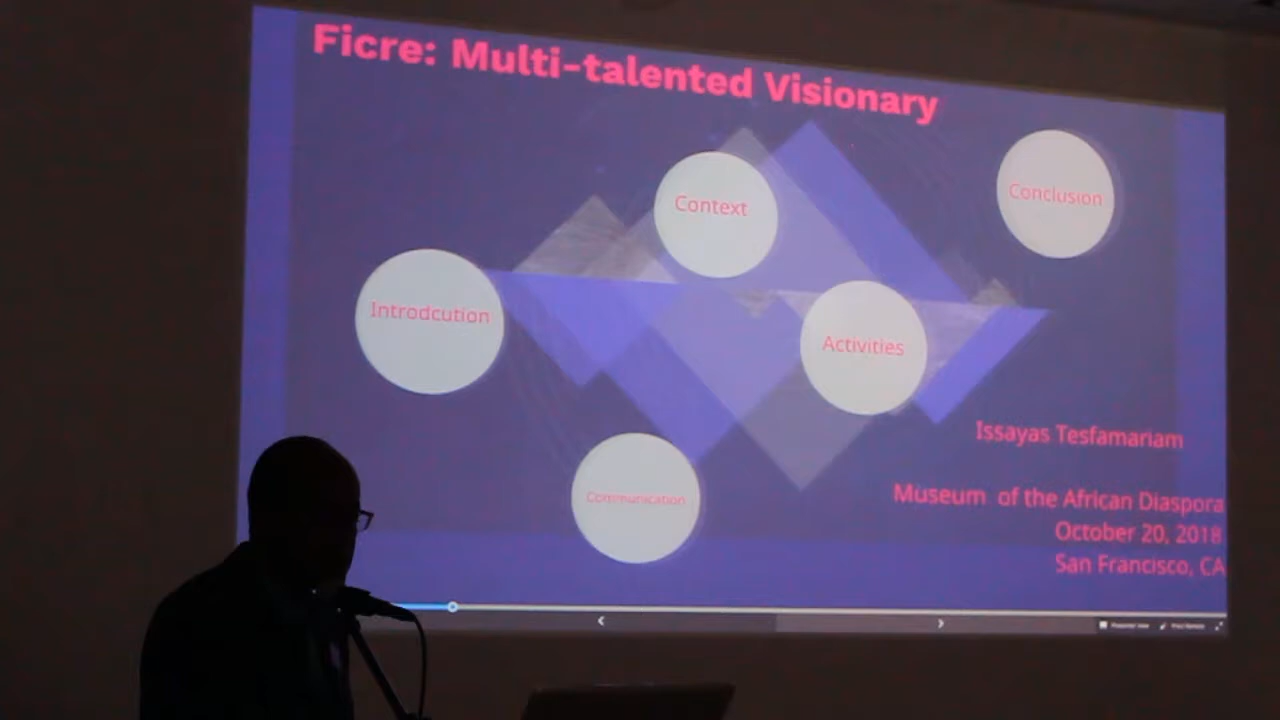 Ficre: Multi-talented Visionary
Context
Conclusion
Introdcution
Activities
Communication
Issayas Tesfamariam
Museum of the African Diaspora
October 20, 2018
San Francisco, CA